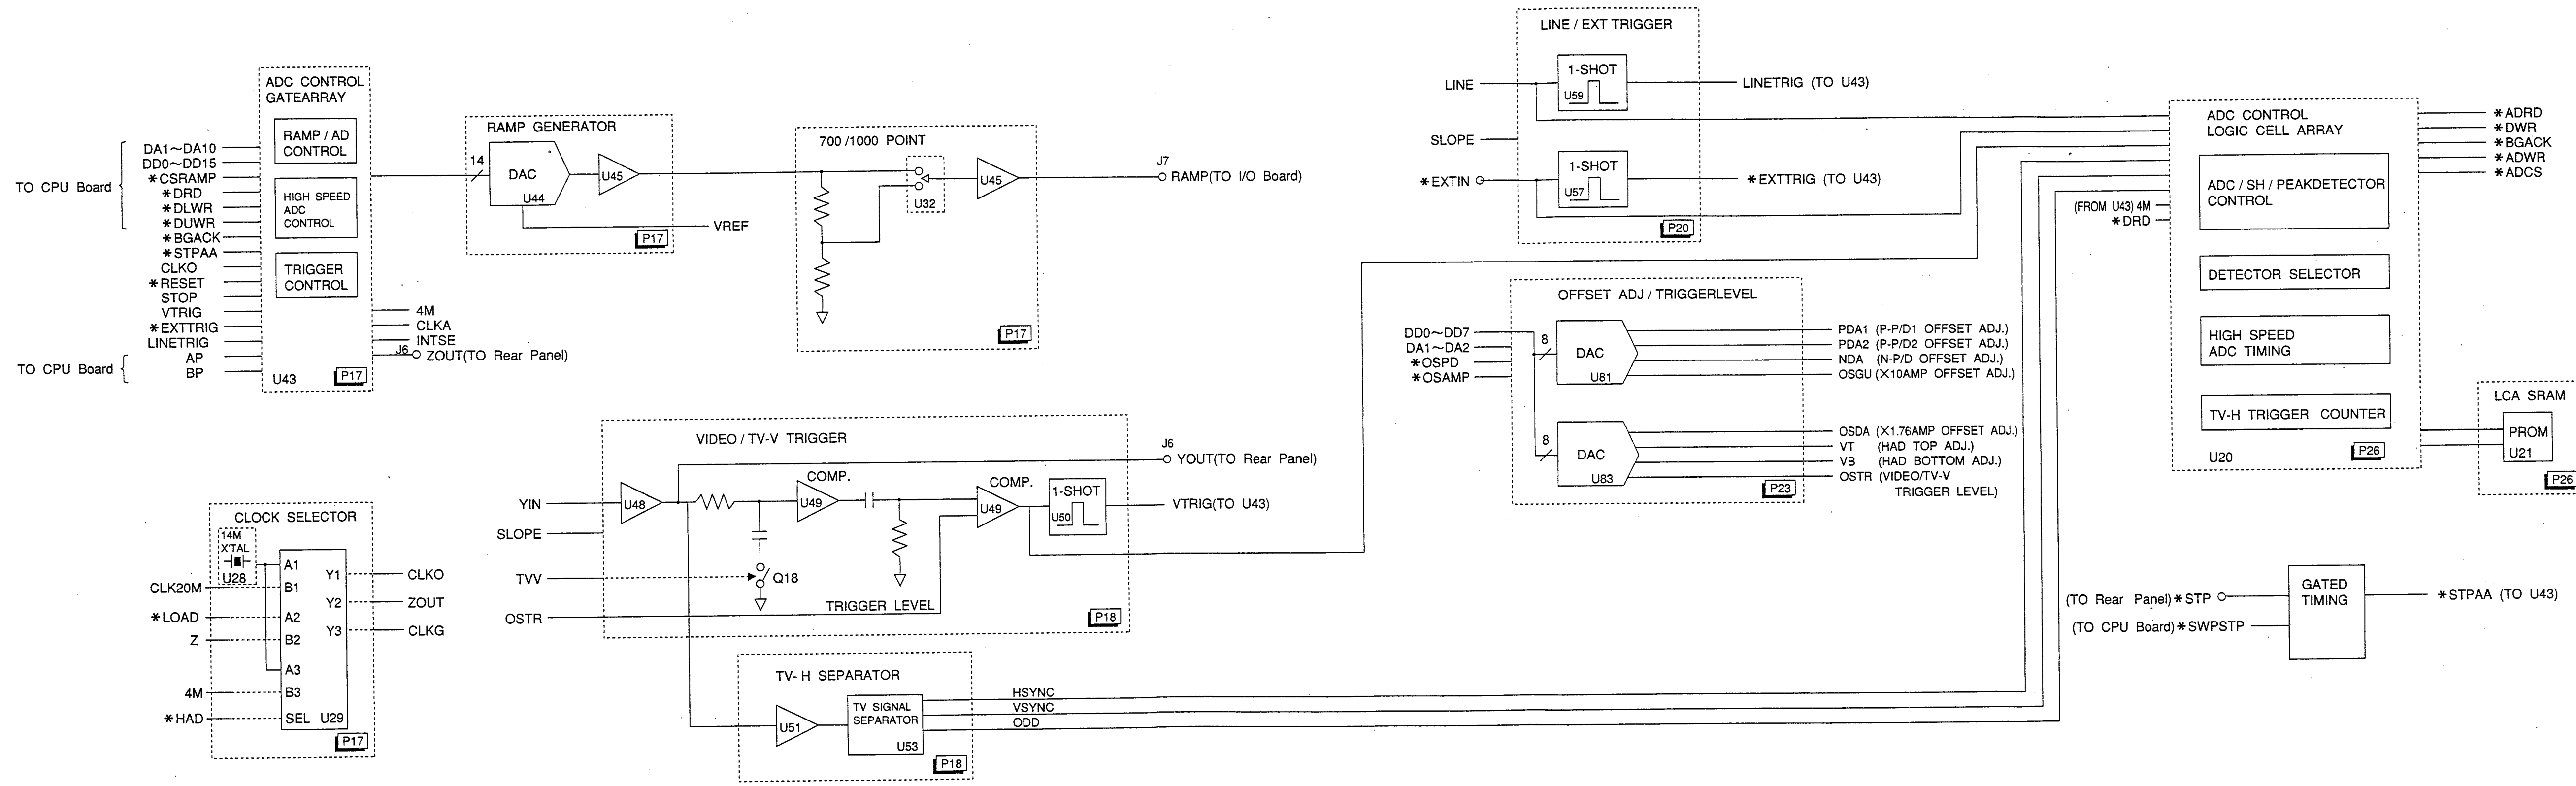 ADC CONTROL
GATEARRAY
RAMP / AD
CONTROL
HIGH SPEED
ADC
CONTROL
TRIGGER
CONTROL
U43
P17
TO CPU Board
DA1~DA10
DD0~DD15
*CSRAMP
*DRD
*DLWR
*DUWR
*BGACK
*STPAA
CLKO
*RESET
STOP
VTRIG
*EXTTRIG
LINETRIG
TO CPU Board
AP
BP
4M
CLKA
INTSE
J6
ZOUT(TO Rear Panel)
RAMP GENERATOR
14
DAC
U44
U45
VREF
P17
700 /1000 POINT
U32
U45
P17
J7
RAMP(TO I/O Board)
LINE / EXT TRIGGER
LINE
1-SHOT
U59
LINETRIG (TO U43)
SLOPE
*EXTIN
1-SHOT
U57
*EXTTRIG (TO U43)
P20
OFFSET ADJ / TRIGGERLEVEL
DD0~DD7
DA1~DA2
*OSPD
*OSAMP
8
DAC
U81
PDA1 (P-P/D1 OFFSET ADJ.)
PDA2 (P-P/D2 OFFSET ADJ.)
NDA (N-P/D OFFSET ADJ.)
OSGU (X10AMP OFFSET ADJ.)
8
DAC
U83
OSDA (X1.76AMP OFFSET ADJ.)
VT (HAD TOP ADJ.)
VB (HAD BOTTOM ADJ.)
OSTR (VIDEO/TV-V
TRIGGER LEVEL)
P23
ADC CONTROL
LOGIC CELL ARRAY
ADC / SH / PEAKDETECTOR
CONTROL
DETECTOR SELECTOR
HIGH SPEED
ADC TIMING
TV-H TRIGGER COUNTER
U20
P26
(FROM U43) 4M
*DRD
*ADRD
*DWR
*BGACK
*ADWR
*ADCS
LCA SRAM
PROM
U21
P26
VIDEO / TV-V TRIGGER
YIN
SLOPE
TVV
OSTR
U48
COMP.
U49
COMP.
U49
1-SHOT
U50
Q18
TRIGGER LEVEL
P18
J6
YOUT(TO Rear Panel)
VTRIG(TO U43)
CLOCK SELECTOR
14M
X'TAL
U28
CLK20M
*LOAD
Z
4M
*HAD
A1
B1
A2
B2
A3
B3
SEL
U29
Y1
Y2
Y3
CLKO
ZOUT
CLKG
P17
TV- H SEPARATOR
U51
TV SIGNAL
SEPARATOR
U53
HSYNC
VSYNC
ODD
P18
(TO Rear Panel)*STP
(TO CPU Board)*SWPSTP
GATED
TIMING
*STPAA (TO U43)